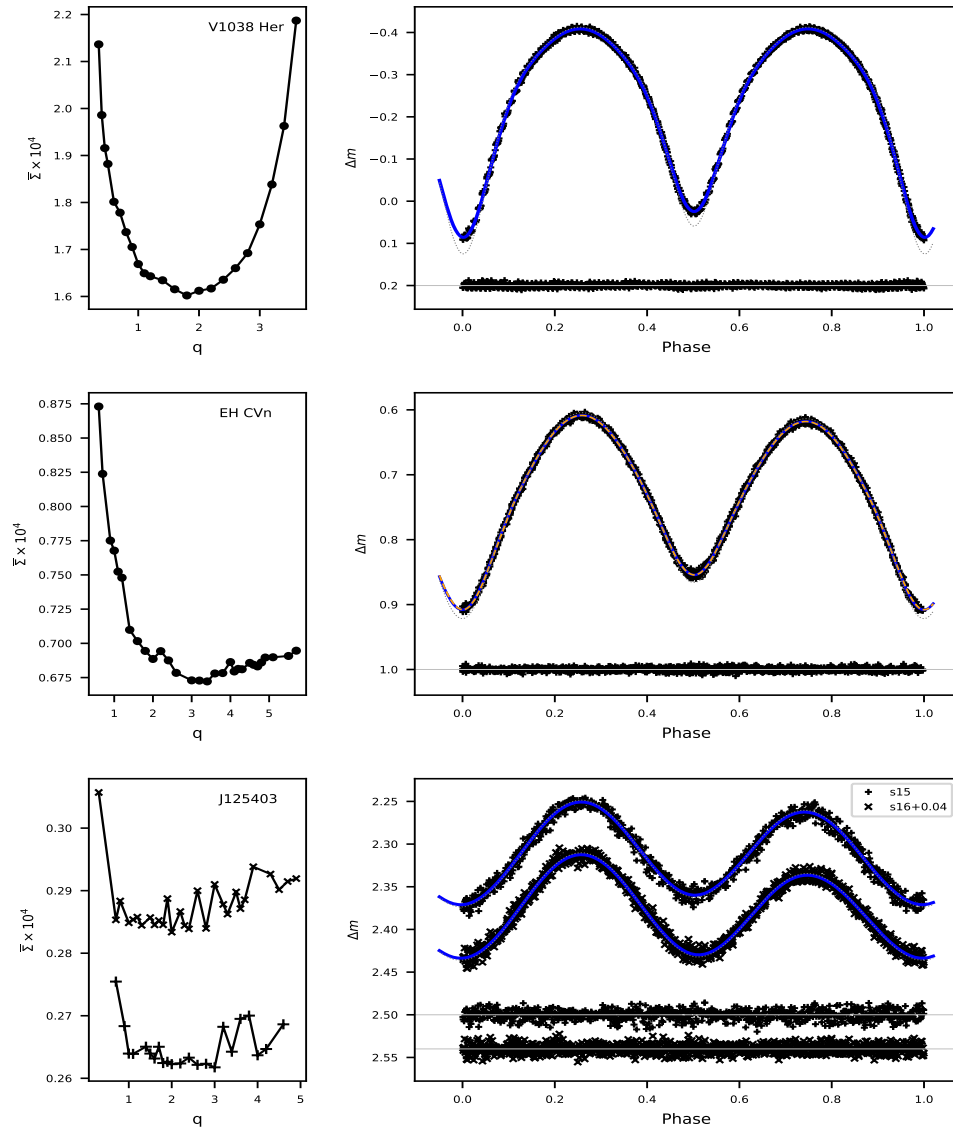 V1038 Her
2.2
2.1
2.0
1.9
1.8
1.7
1.6
Σ̅ × 10⁴
1 2 3
q
−0.4
−0.3
−0.2
−0.1
0.0
0.1
0.2
Δm
0.0 0.2 0.4 0.6 0.8 1.0
Phase
EH CVn
0.875
0.850
0.825
0.800
0.775
0.750
0.725
0.700
0.675
Σ̅ × 10⁴
1 2 3 4 5
q
0.6
0.7
0.8
0.9
1.0
Δm
0.0 0.2 0.4 0.6 0.8 1.0
Phase
J125403
0.30
0.29
0.28
0.27
0.26
Σ̅ × 10⁴
1 2 3 4 5
q
s15
s16+0.04
2.25
2.30
2.35
2.40
2.45
2.50
2.55
Δm
0.0 0.2 0.4 0.6 0.8 1.0
Phase